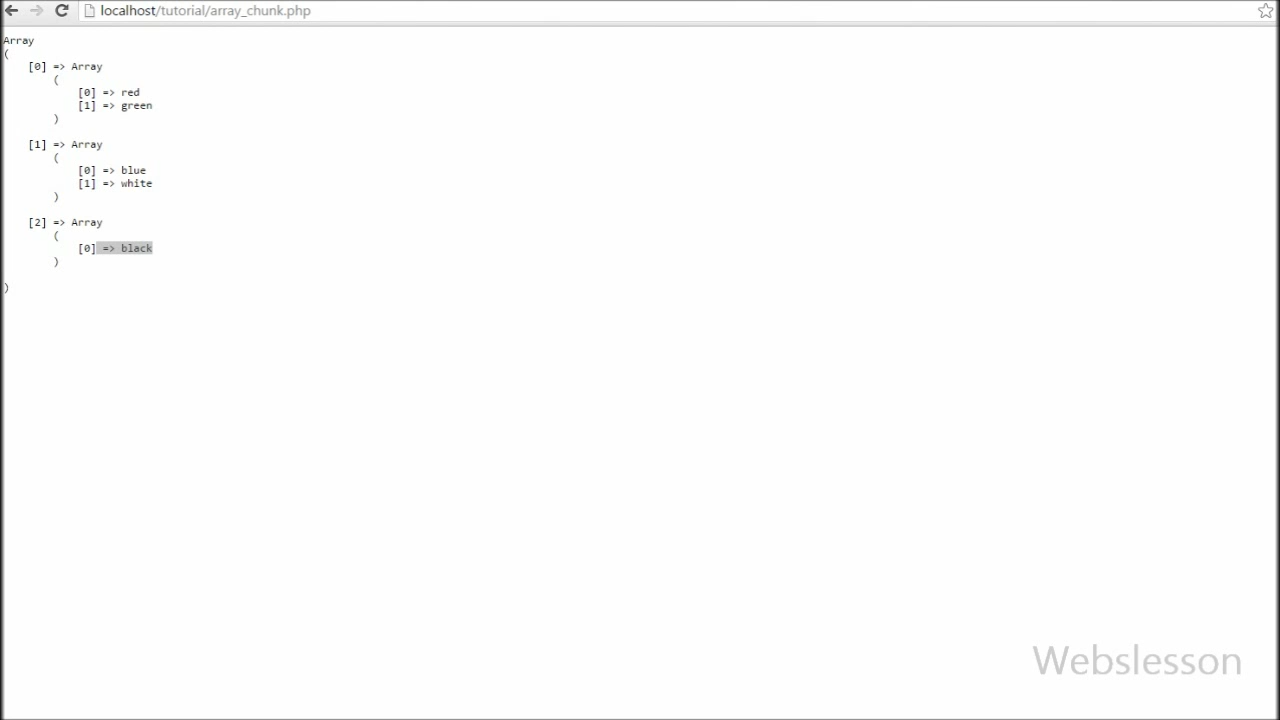 localhost/tutorial/array_chunk.php
Array
(
    [0] => Array
        (
            [0] => red
            [1] => green
        )
    [1] => Array
        (
            [0] => blue
            [1] => white
        )
    [2] => Array
        (
            [0] => black
        )
)
Webslesson